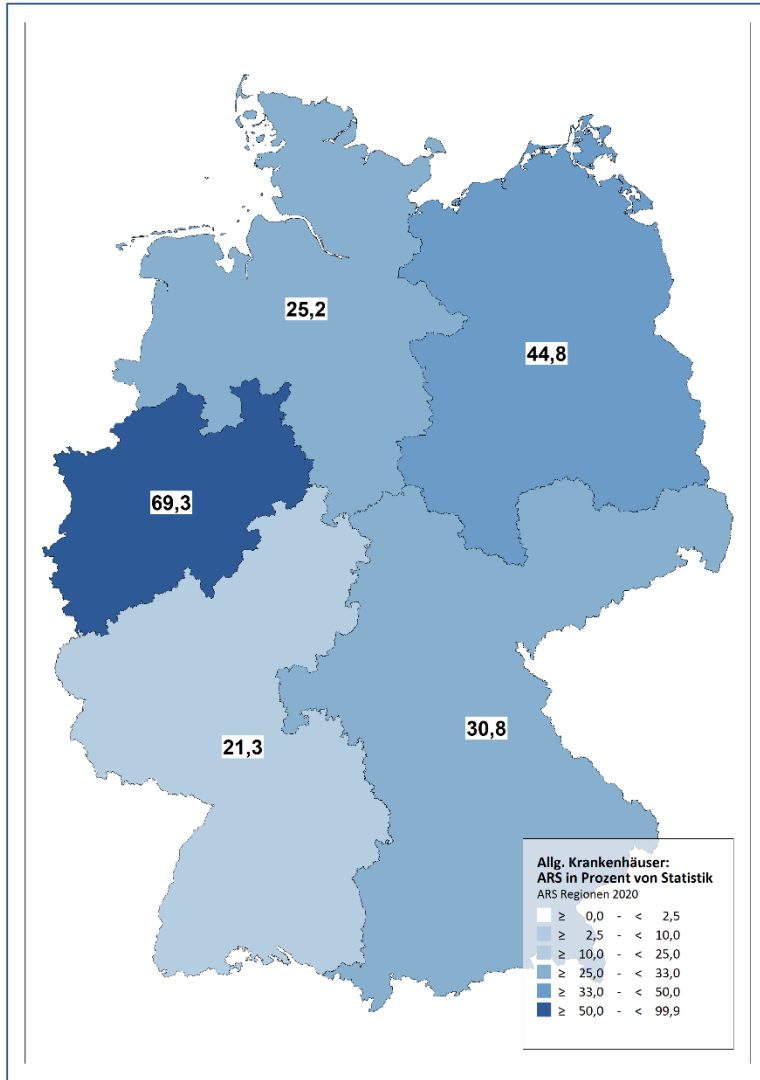 25,2
44,8
69,3
30,8
21,3
Allg. Krankenhäuser:
ARS in Prozent von Statistik
ARS Regionen 2020
≥ 0,0 - < 2,5
≥ 2,5 - < 10,0
≥ 10,0 - < 25,0
≥ 25,0 - < 33,0
≥ 33,0 - < 50,0
≥ 50,0 - < 99,9